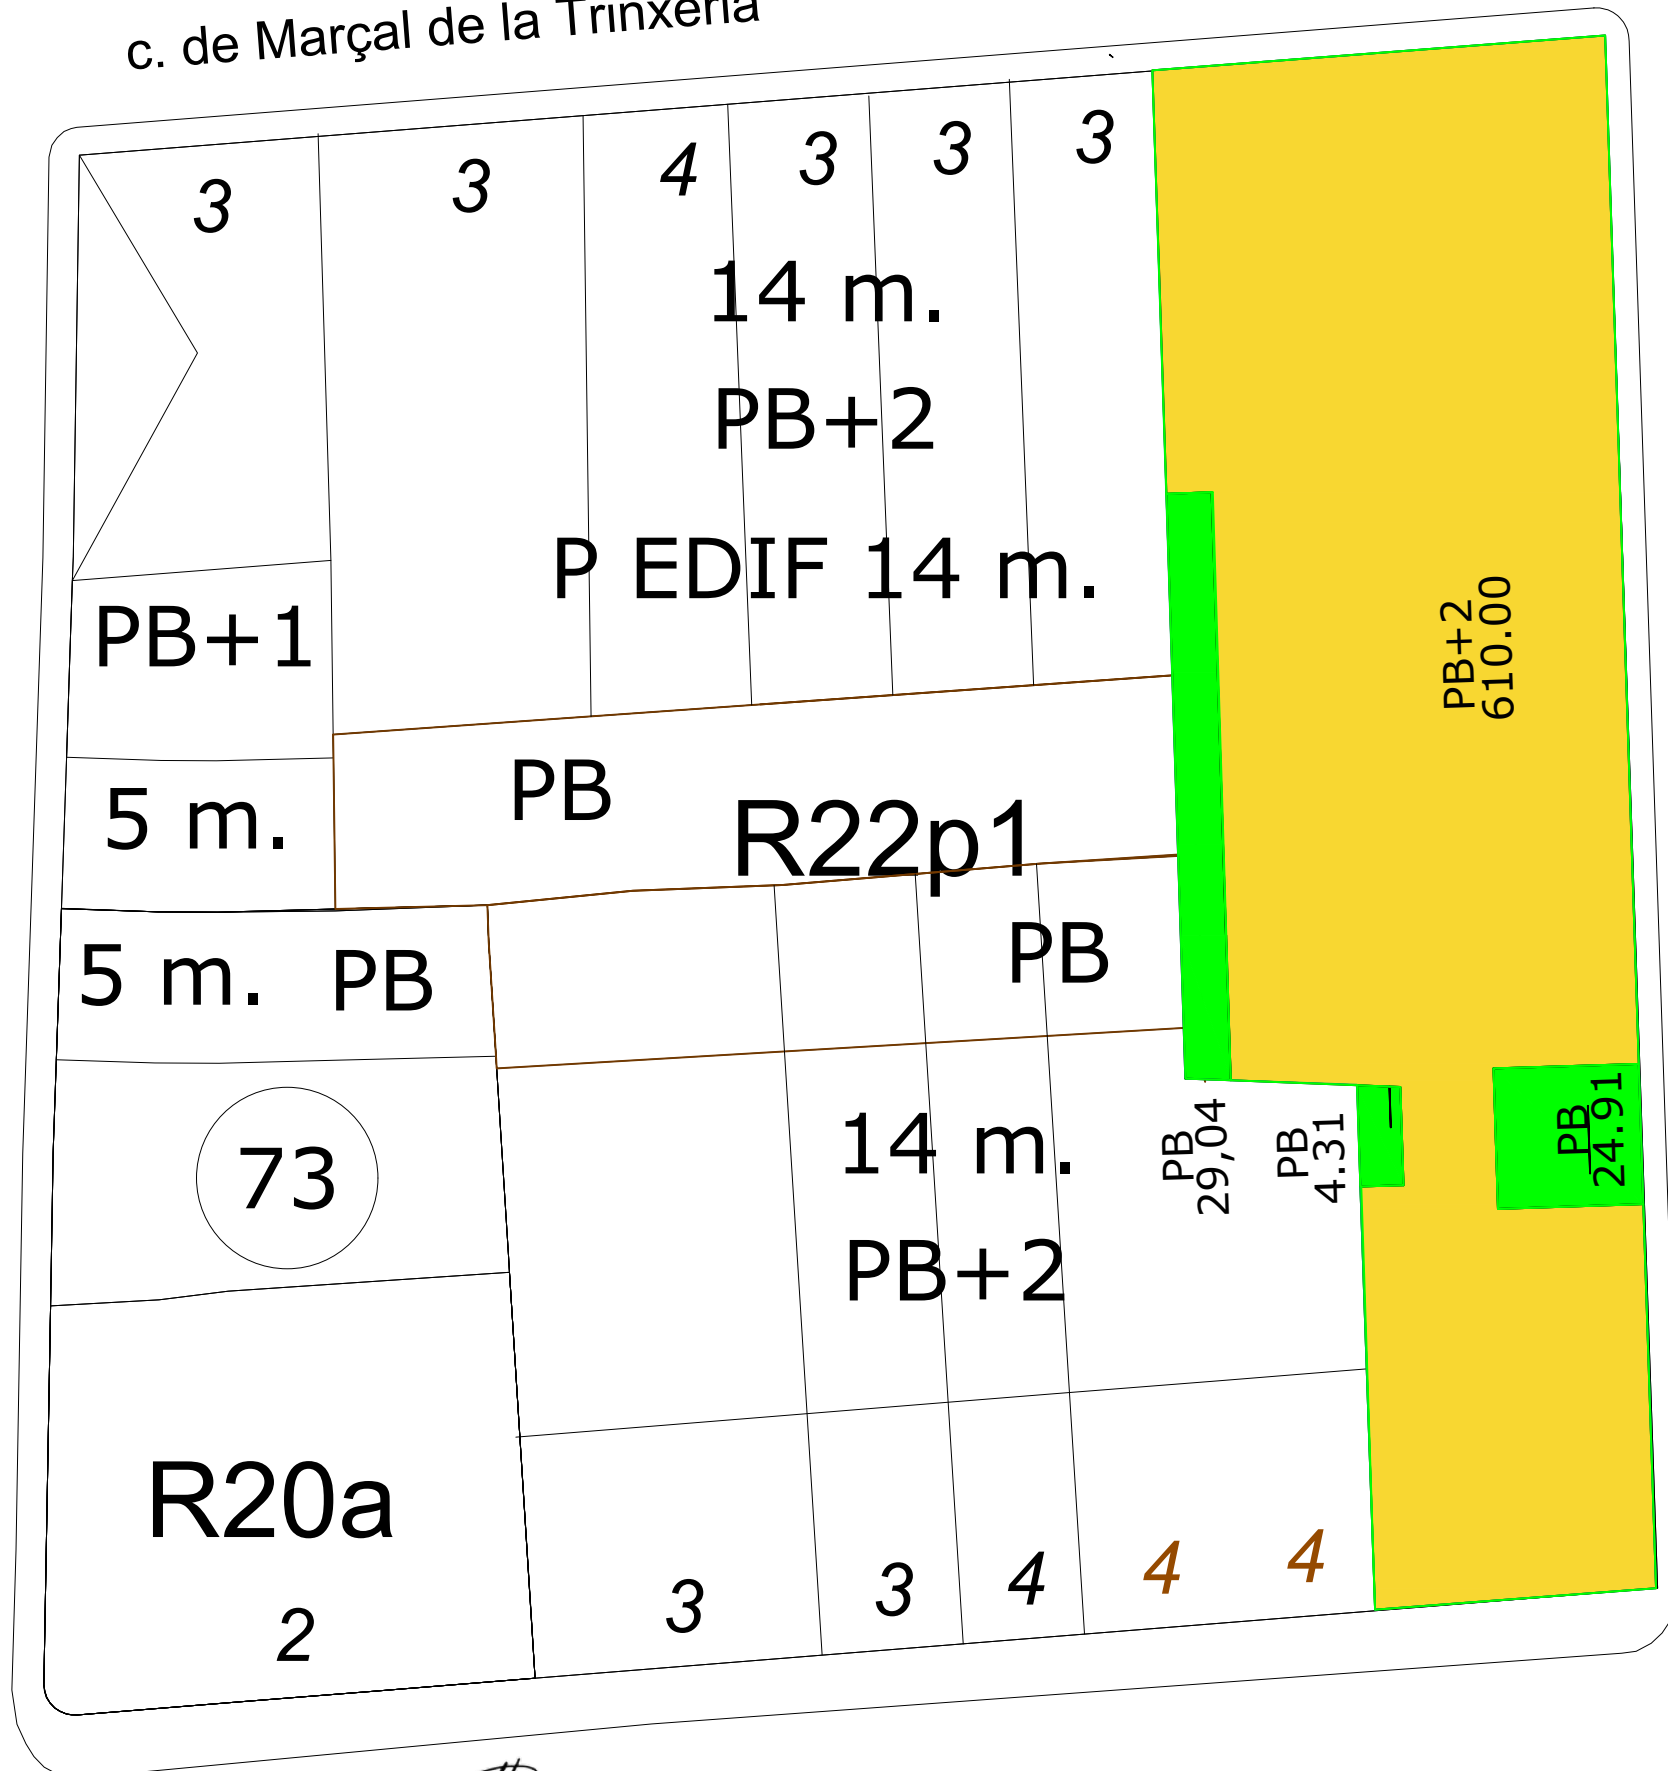 c. de Marçal de la Trinxeria
3
3
4
3
3
3
14 m.
PB+2
P EDIF 14 m.
PB+1
PB+2
610.00
5 m.
PB
R22p1
5 m.
PB
PB
73
14 m.
PB+2
PB
29,04
PB
4.31
PB
24.91
R20a
2
3
3
4
4
4